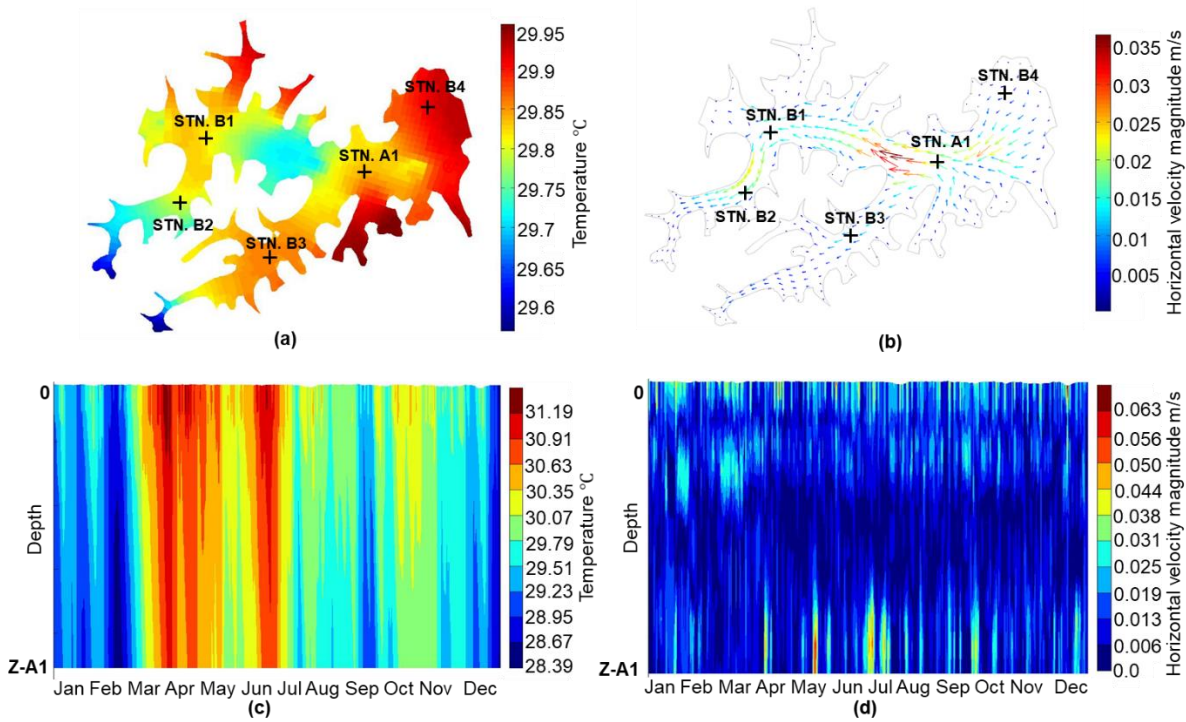 29.95
29.9
29.85
29.8
29.75
29.7
29.65
29.6
Temperature °C
STN. B4
STN. B1
STN. A1
STN. B2
STN. B3
(a)
0.035
0.03
0.025
0.02
0.015
0.01
0.005
Horizontal velocity magnitude m/s
STN. B4
STN. B1
STN. A1
STN. B2
STN. B3
(b)
0
Depth
Z-A1
Jan Feb Mar Apr May Jun Jul Aug Sep Oct Nov Dec
31.19
30.91
30.63
30.35
30.07
29.79
29.51
29.23
28.95
28.67
28.39
Temperature °C
(c)
0
Depth
Z-A1
Jan Feb Mar Apr May Jun Jul Aug Sep Oct Nov Dec
0.063
0.056
0.050
0.044
0.038
0.031
0.025
0.019
0.013
0.006
0.0
Horizontal velocity magnitude m/s
(d)